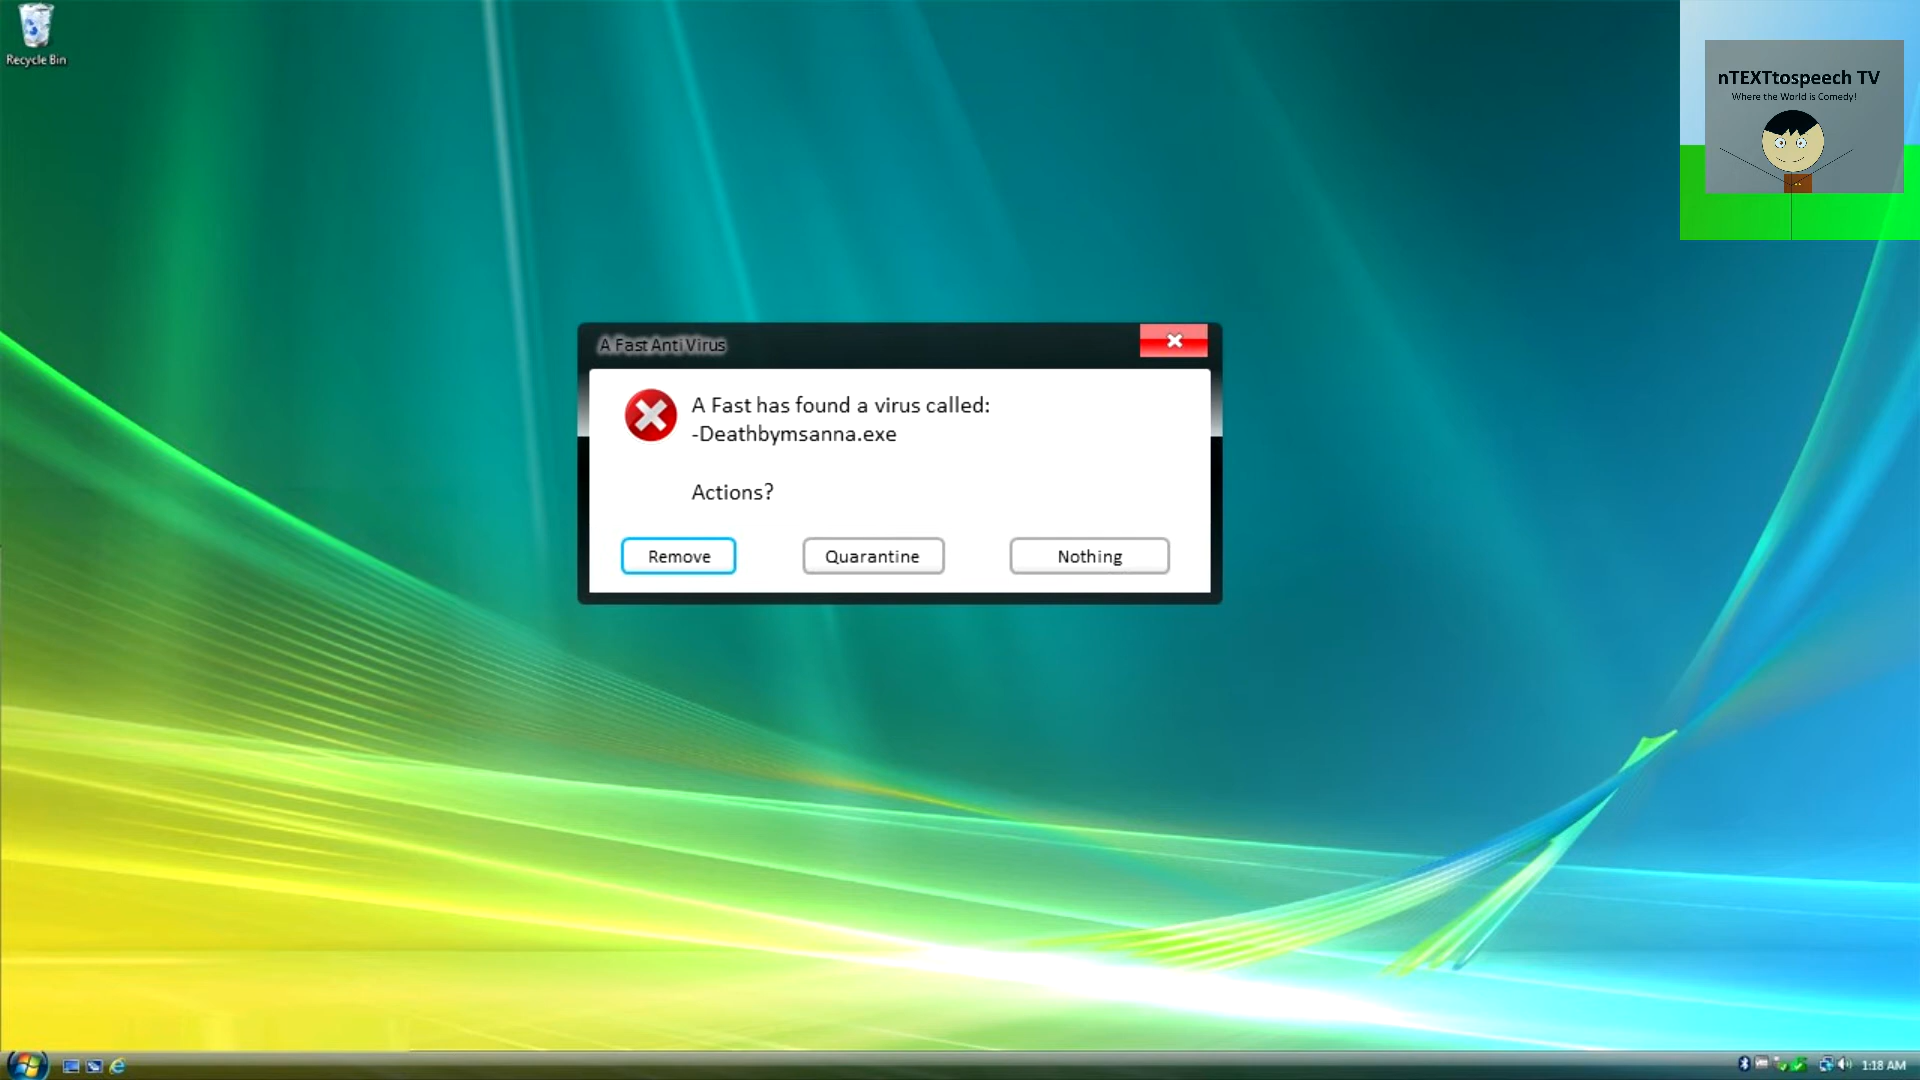 Recycle Bin
nTEXTtospeech TV
Where the World is Comedy!
A Fast Anti Virus
A Fast has found a virus called:
-Deathbymsanna.exe
Actions?
Remove
Quarantine
Nothing
1:18 AM